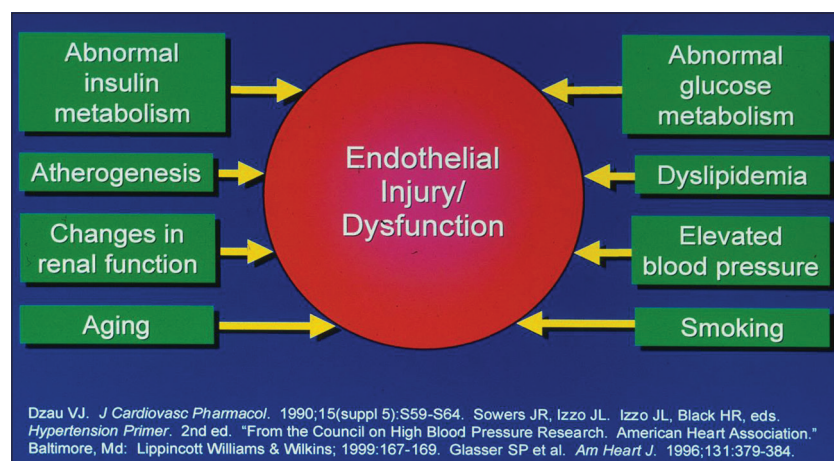 Abnormal
insulin
metabolism
Atherogenesis
Changes in
renal function
Aging
Endothelial
Injury/
Dysfunction
Abnormal
glucose
metabolism
Dyslipidemia
Elevated
blood pressure
Smoking
Dzau VJ. J Cardiovasc Pharmacol. 1990;15(suppl 5):S59-S64. Sowers JR, Izzo JL. Izzo JL, Black HR, eds.
Hypertension Primer. 2nd ed. “From the Council on High Blood Pressure Research. American Heart Association.”
Baltimore, Md: Lippincott Williams & Wilkins; 1999:167-169. Glasser SP et al. Am Heart J. 1996;131:379-384.